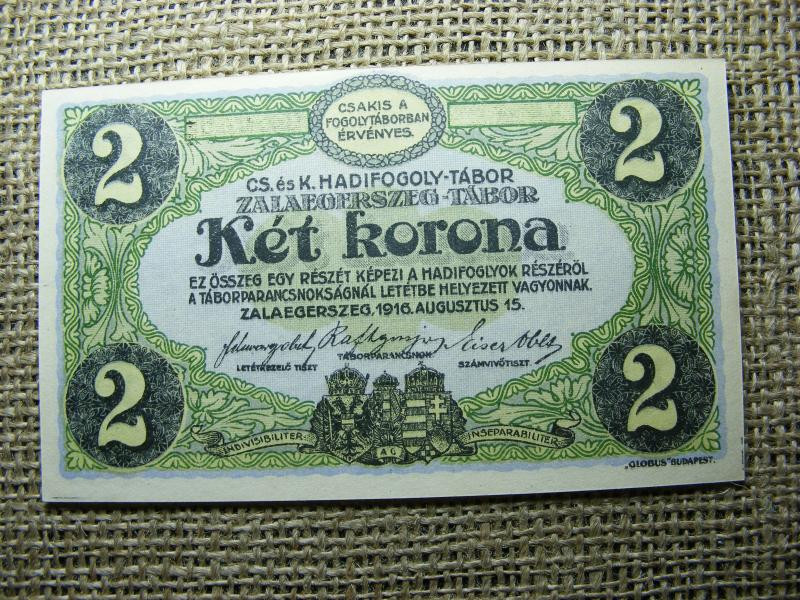 2
2
CSAKIS A
FOGOLYTÁBORBAN
ÉRVÉNYES.
CS. és K. HADIFOGOLY-TÁBOR
ZALAEGERSZEG-TÁBOR
Két korona
EZ ÖSSZEG EGY RÉSZÉT KÉPEZI A HADIFOGLYOK RÉSZÉRŐL
A TÁBORPARANCSNOKSÁGNÁL LETÉTBE HELYEZETT VAGYONNAK.
ZALAEGERSZEG, 1916. AUGUSZTUS 15.
LETÉTKEZELŐ TISZT
TÁBORPARANCSNOK
SZÁMVIVŐTISZT.
2
2
INDIVISIBILITER
AC
INSEPARABILITER
„GLOBUS" BUDAPEST.